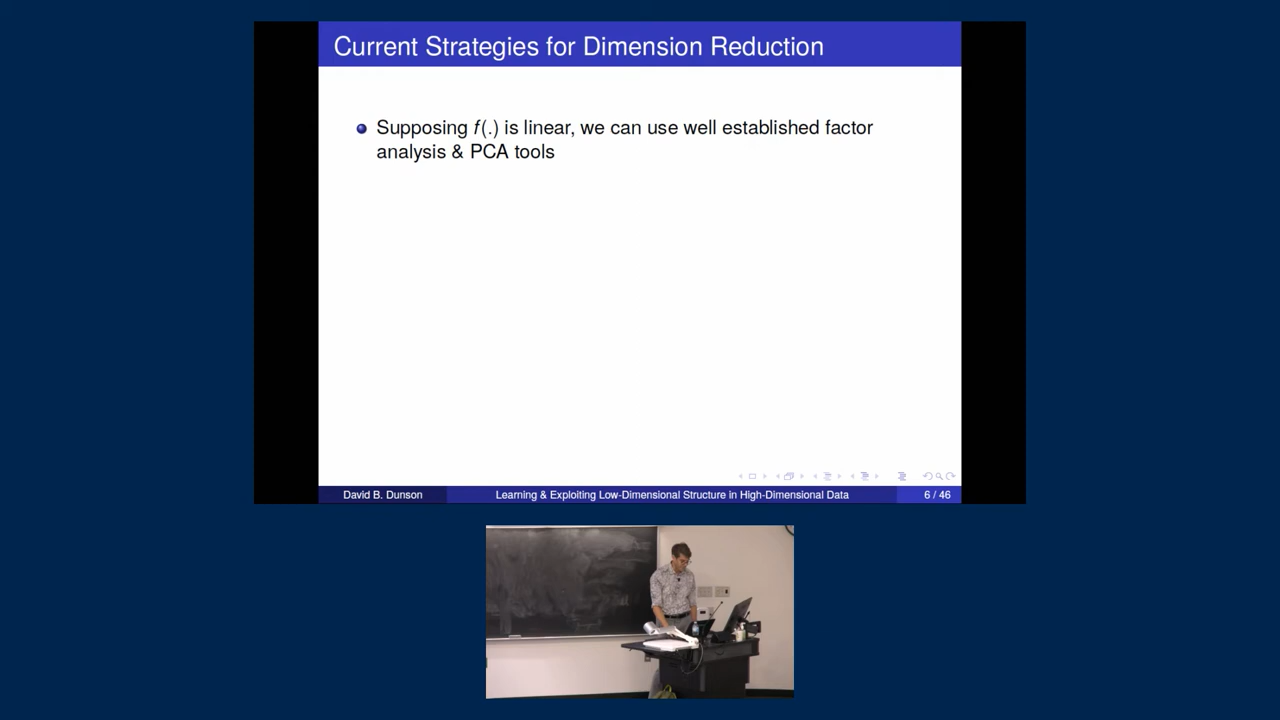 Current Strategies for Dimension Reduction
Supposing f(.) is linear, we can use well established factor
analysis & PCA tools
David B. Dunson
Learning & Exploiting Low-Dimensional Structure in High-Dimensional Data
6 / 46